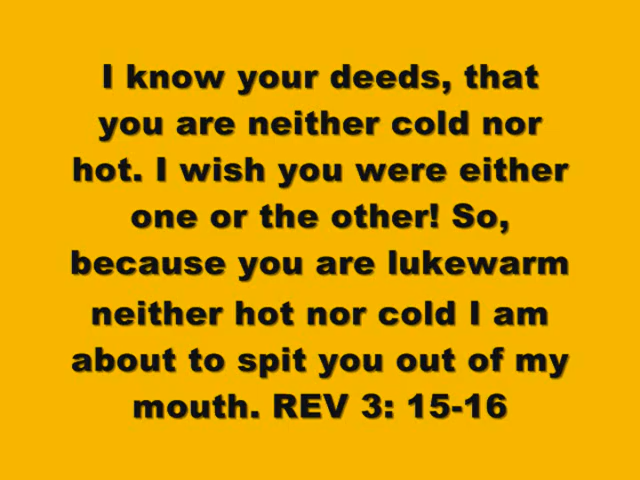 I know your deeds, that
you are neither cold nor
hot. I wish you were either
one or the other! So,
because you are lukewarm
neither hot nor cold I am
about to spit you out of my
mouth. REV 3: 15-16